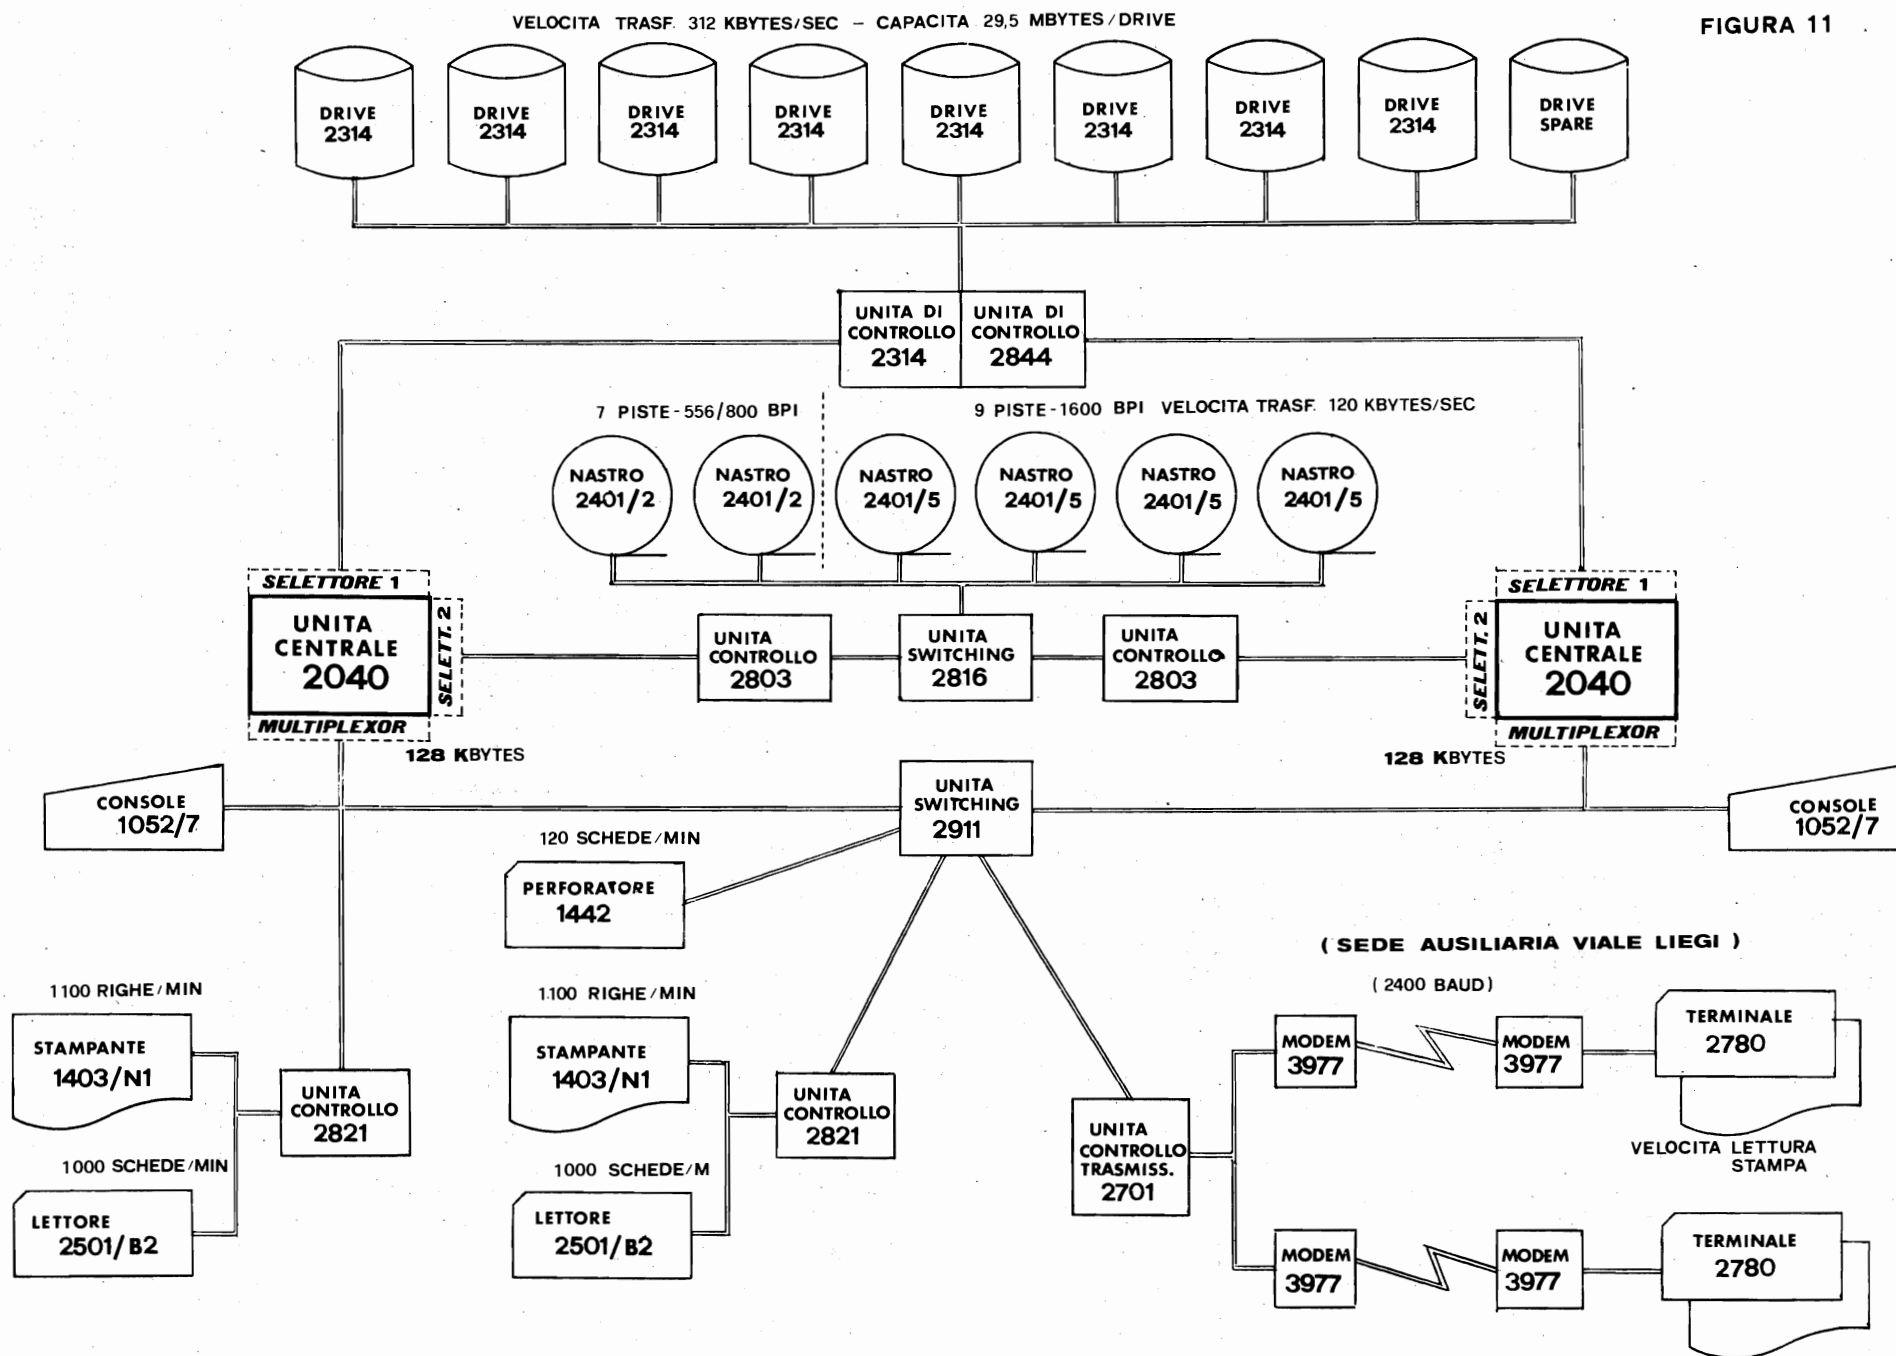 VELOCITA TRASF. 312 KBYTES/SEC – CAPACITA 29,5 MBYTES/DRIVE
FIGURA 11
DRIVE
2314
DRIVE
2314
DRIVE
2314
DRIVE
2314
DRIVE
2314
DRIVE
2314
DRIVE
2314
DRIVE
2314
DRIVE
SPARE
UNITA DI
CONTROLLO
2314
UNITA DI
CONTROLLO
2844
7 PISTE-556/800 BPI
9 PISTE-1600 BPI VELOCITA TRASF. 120 KBYTES/SEC
NASTRO
2401/2
NASTRO
2401/2
NASTRO
2401/5
NASTRO
2401/5
NASTRO
2401/5
NASTRO
2401/5
SELETTORE 1
UNITA
CENTRALE
2040
SELETT. 2
MULTIPLEXOR
128 KBYTES
UNITA
CONTROLLO
2803
UNITA
SWITCHING
2816
UNITA
CONTROLLO
2803
SELETTORE 1
SELETT. 2
UNITA
CENTRALE
2040
MULTIPLEXOR
128 KBYTES
CONSOLE
1052/7
UNITA
SWITCHING
2911
CONSOLE
1052/7
120 SCHEDE/MIN
PERFORATORE
1442
(SEDE AUSILIARIA VIALE LIEGI)
(2400 BAUD)
1100 RIGHE/MIN
STAMPANTE
1403/N1
UNITA
CONTROLLO
2821
1000 SCHEDE/MIN
LETTORE
2501/B2
1.100 RIGHE/MIN
STAMPANTE
1403/N1
UNITA
CONTROLLO
2821
1000 SCHEDE/M
LETTORE
2501/B2
UNITA
CONTROLLO
TRASMISS.
2701
MODEM
3977
MODEM
3977
TERMINALE
2780
VELOCITA LETTURA
STAMPA
MODEM
3977
MODEM
3977
TERMINALE
2780